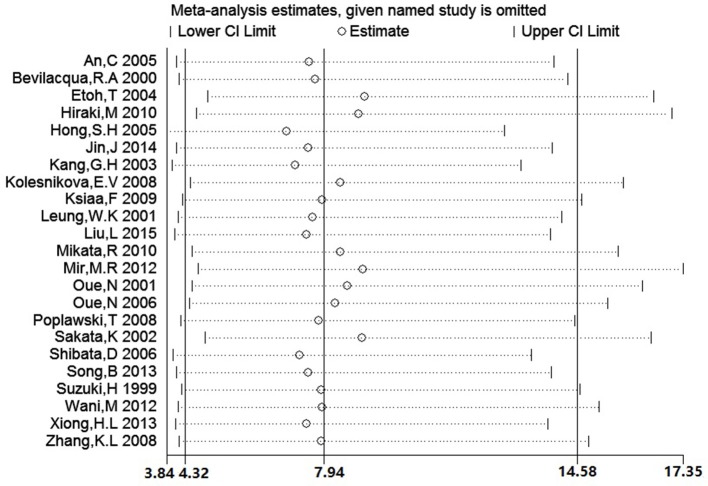 Meta-analysis estimates, given named study is omitted
| Lower CI Limit ○ Estimate | Upper CI Limit
An,C 2005
Bevilacqua,R.A 2000
Etoh,T 2004
Hiraki,M 2010
Hong,S.H 2005
Jin,J 2014
Kang,G.H 2003
Kolesnikova,E.V 2008
Ksiaa,F 2009
Leung,W.K 2001
Liu,L 2015
Mikata,R 2010
Mir,M.R 2012
Oue,N 2001
Oue,N 2006
Poplawski,T 2008
Sakata,K 2002
Shibata,D 2006
Song,B 2013
Suzuki,H 1999
Wani,M 2012
Xiong,H.L 2013
Zhang,K.L 2008
3.84 4.32 7.94 14.58 17.35